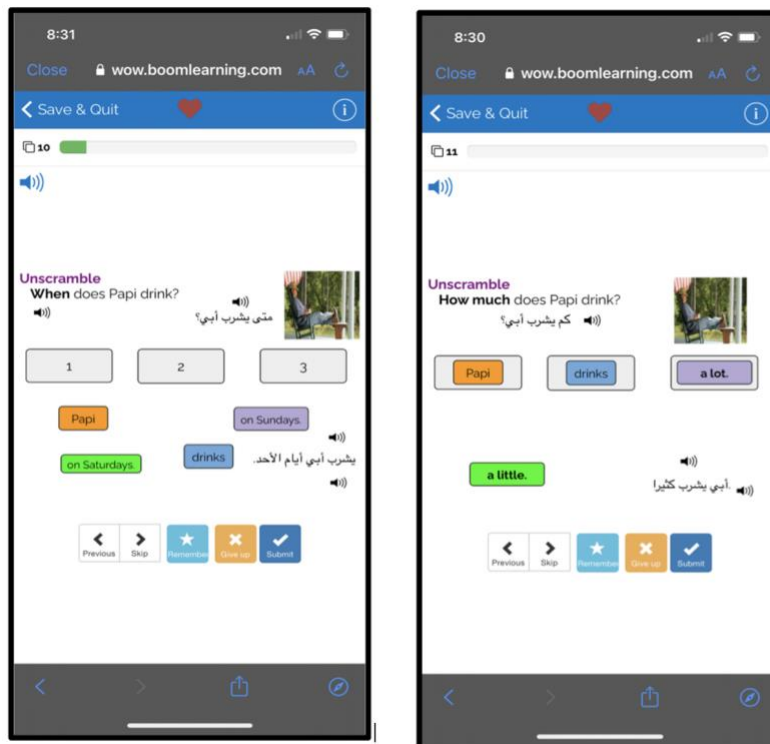 8:31
Close wow.boomlearning.com AA
Save & Quit
10
Unscramble
When does Papi drink?
متى يشرب أبي؟
1 2 3
Papi
on Sundays.
on Saturdays.
drinks
يشرب أبي أيام الأحد.
Previous Skip Remember Give up Submit
8:30
Close wow.boomlearning.com AA
Save & Quit
11
Unscramble
How much does Papi drink?
كم يشرب أبي؟
Papi drinks a lot.
a little.
أبي يشرب كثيرا.
Previous Skip Remember Give up Submit